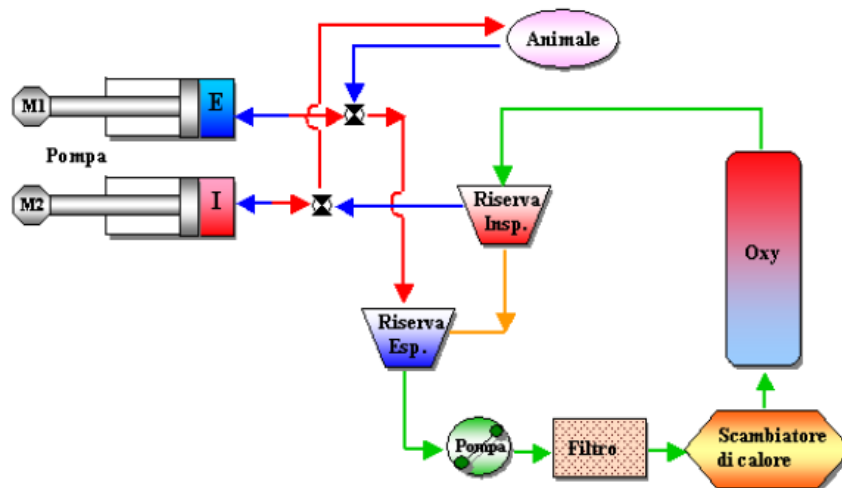 Animale
M1
E
Pompa
M2
I
Riserva
Insp.
Oxy
Riserva
Esp.
Pompa
Filtro
Scambiatore
di calore